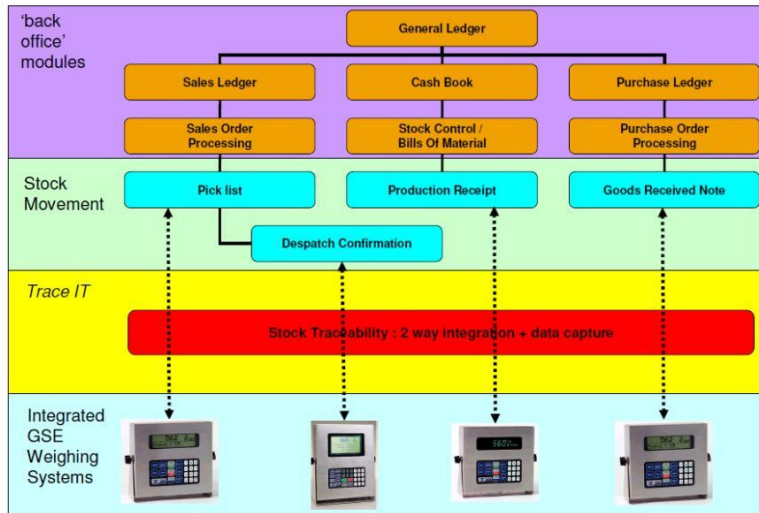 'back
office'
modules
General Ledger
Sales Ledger
Cash Book
Purchase Ledger
Sales Order
Processing
Stock Control /
Bills Of Material
Purchase Order
Processing
Stock
Movement
Pick list
Production Receipt
Goods Received Note
Despatch Confirmation
Trace IT
Stock Traceability : 2 way integration + data capture
Integrated
GSE
Weighing
Systems